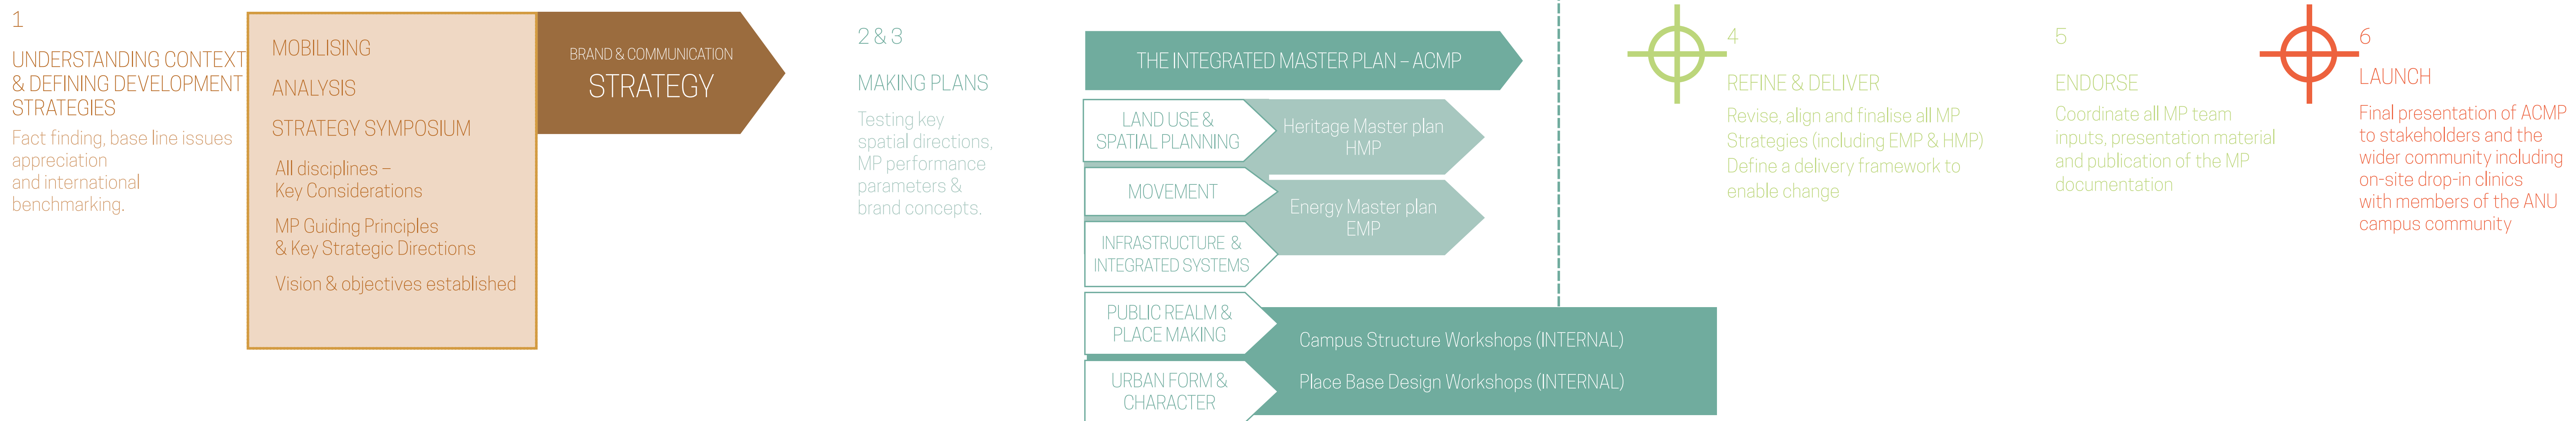 1
UNDERSTANDING CONTEXT
& DEFINING DEVELOPMENT
STRATEGIES
Fact finding, base line issues
appreciation
and international
benchmarking.
MOBILISING
ANALYSIS
STRATEGY SYMPOSIUM
All disciplines –
Key Considerations
MP Guiding Principles
& Key Strategic Directions
Vision & objectives established
BRAND & COMMUNICATION
STRATEGY
2 & 3
MAKING PLANS
Testing key
spatial directions,
MP performance
parameters &
brand concepts.
THE INTEGRATED MASTER PLAN – ACMP
LAND USE &
SPATIAL PLANNING
MOVEMENT
INFRASTRUCTURE &
INTEGRATED SYSTEMS
PUBLIC REALM &
PLACE MAKING
URBAN FORM &
CHARACTER
Heritage Master plan
HMP
Energy Master plan
EMP
Campus Structure Workshops (INTERNAL)
Place Base Design Workshops (INTERNAL)
4
REFINE & DELIVER
Revise, align and finalise all MP
Strategies (including EMP & HMP)
Define a delivery framework to
enable change
5
ENDORSE
Coordinate all MP team
inputs, presentation material
and publication of the MP
documentation
6
LAUNCH
Final presentation of ACMP
to stakeholders and the
wider community including
on-site drop-in clinics
with members of the ANU
campus community